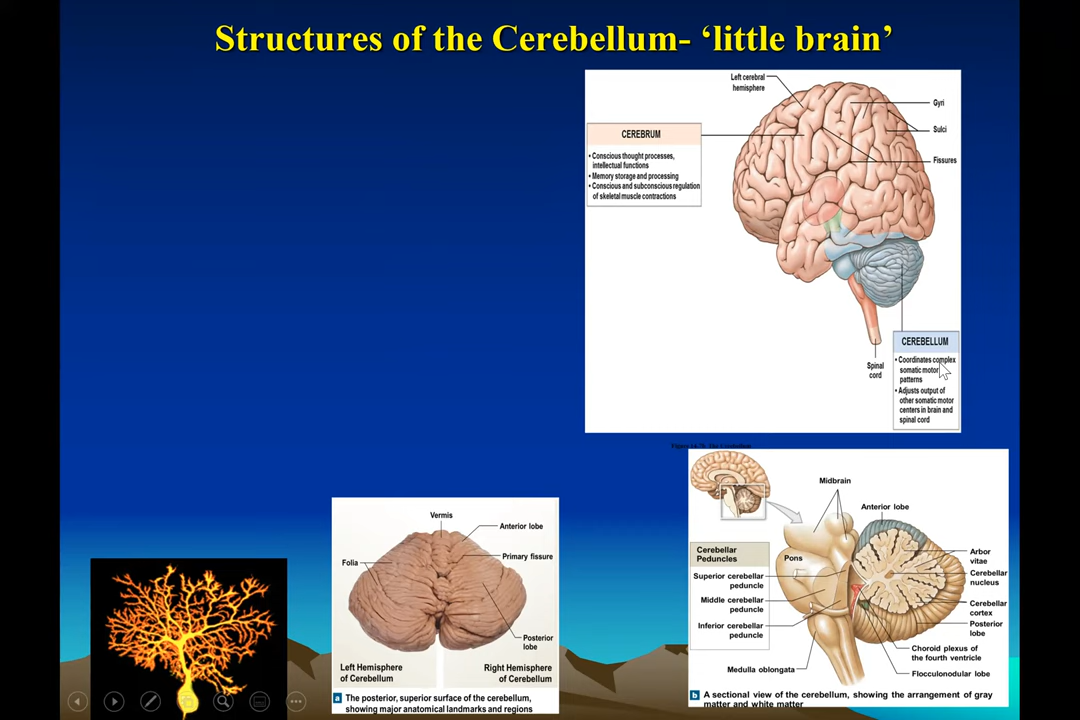 Structures of the Cerebellum- ‘little brain’
Left cerebral
hemisphere
Gyri
Sulci
Fissures
CEREBRUM
• Conscious thought processes,
intellectual functions
• Memory storage and processing
• Conscious and subconscious regulation
of skeletal muscle contractions
Spinal
cord
CEREBELLUM
• Coordinates complex
somatic motor
patterns
• Adjusts output of
other somatic motor
centers in brain and
spinal cord
Figure 14-7b The Cerebellum
Vermis
Anterior lobe
Primary fissure
Folia
Posterior
lobe
Left Hemisphere
of Cerebellum
Right Hemisphere
of Cerebellum
a The posterior, superior surface of the cerebellum,
showing major anatomical landmarks and regions
Midbrain
Anterior lobe
Cerebellar
Peduncles
Pons
Superior cerebellar
peduncle
Middle cerebellar
peduncle
Inferior cerebellar
peduncle
Medulla oblongata
Arbor
vitae
Cerebellar
nucleus
Cerebellar
cortex
Posterior
lobe
Choroid plexus of
the fourth ventricle
Flocculonodular lobe
b A sectional view of the cerebellum, showing the arrangement of gray
matter and white matter